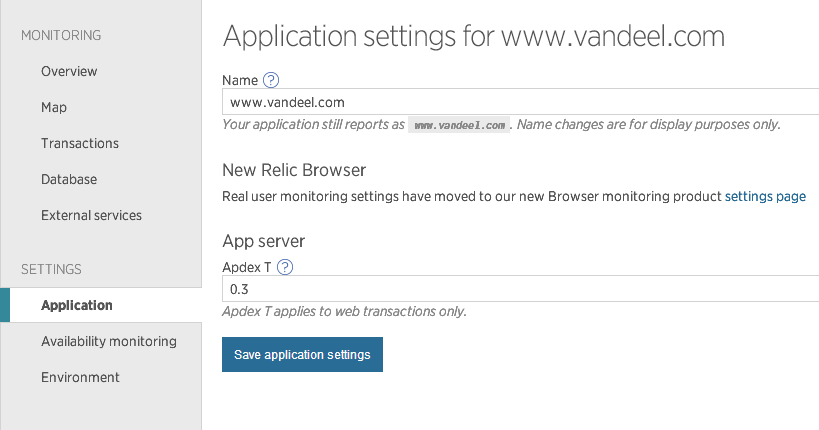 MONITORING
Overview
Map
Transactions
Database
External services
SETTINGS
Application
Availability monitoring
Environment
Application settings for www.vandeel.com
Name ?
www.vandeel.com
Your application still reports as www.vandeel.com. Name changes are for display purposes only.
New Relic Browser
Real user monitoring settings have moved to our new Browser monitoring product settings page
App server
Apdex T ?
0.3
Apdex T applies to web transactions only.
Save application settings